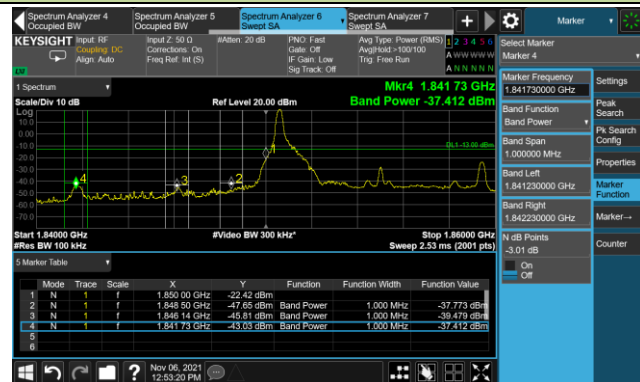 Spectrum Analyzer 4
Occupied BW
Spectrum Analyzer 5
Occupied BW
Spectrum Analyzer 6
Swept SA
Spectrum Analyzer 7
Swept SA
Marker
KEYSIGHT
Input: RF
Coupling: DC
Align: Auto
Input Z: 50 Ω
Corrections: On
Freq Ref: Int (S)
#Atten: 20 dB
PNO: Fast
Gate: Off
IF Gain: Low
Sig Track: Off
Avg Type: Power (RMS)
Avg|Hold:>100/100
Trig: Free Run
1 2 3 4 5 6
A W W W W W
A N N N N N
Select Marker
Marker 4
1 Spectrum
Mkr4 1.841 73 GHz
Scale/Div 10 dB
Ref Level 20.00 dBm
Band Power -37.412 dBm
Log
10.0
0.00
-10.0
-20.0
-30.0
-40.0
-50.0
-60.0
-70.0
DL1 -13.00 dBm
1
2
3
4
Start 1.84000 GHz
#Video BW 300 kHz*
Stop 1.86000 GHz
#Res BW 100 kHz
Sweep 2.53 ms (2001 pts)
5 Marker Table
Mode Trace Scale X Y Function Function Width Function Value
1 N 1 f 1.850 00 GHz -22.42 dBm
2 N 1 f 1.848 50 GHz -47.65 dBm Band Power 1.000 MHz -37.773 dBm
3 N 1 f 1.846 14 GHz -45.81 dBm Band Power 1.000 MHz -39.479 dBm
4 N 1 f 1.841 73 GHz -43.03 dBm Band Power 1.000 MHz -37.412 dBm
5
6
Marker Frequency
1.841730000 GHz
Band Function
Band Power
Band Span
1.000000 MHz
Band Left
1.841230000 GHz
Band Right
1.842230000 GHz
N dB Points
-3.01 dB
On
Off
Settings
Peak
Search
Pk Search
Config
Properties
Marker
Function
Marker→
Counter
Nov 06, 2021
12:53:20 PM